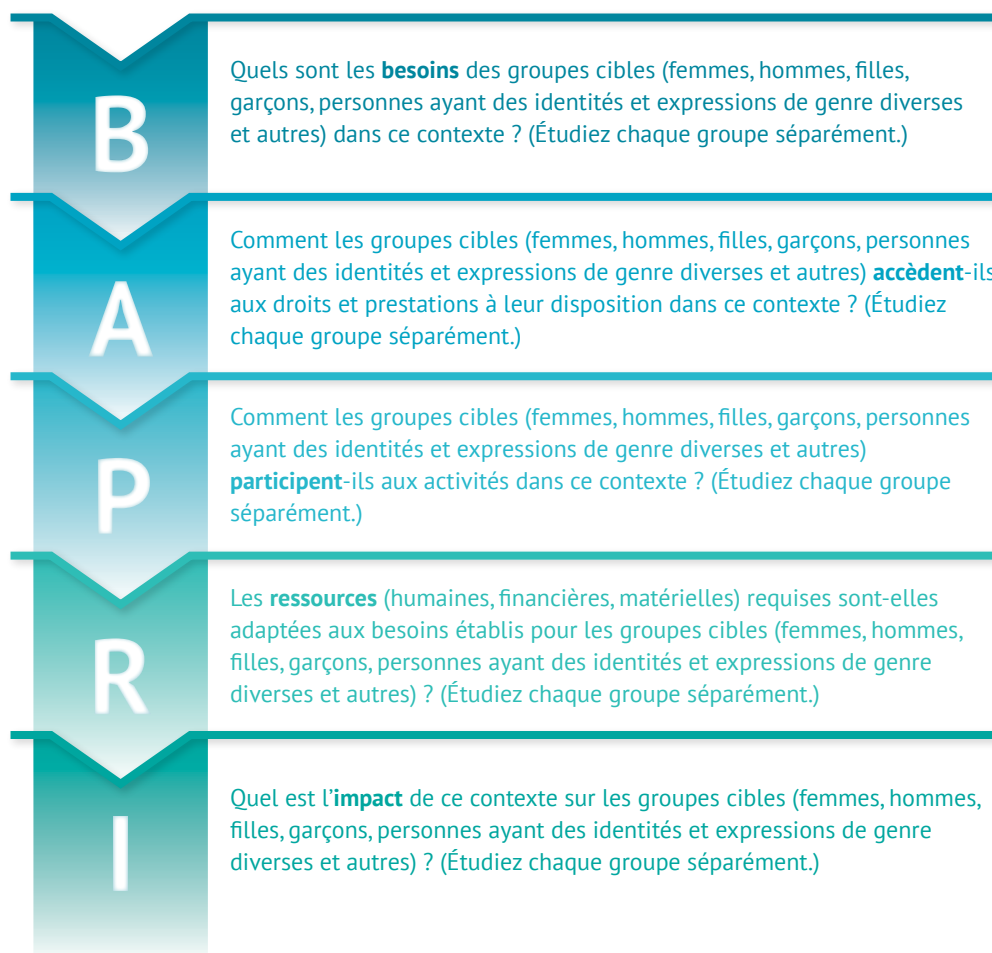 B
Quels sont les besoins des groupes cibles (femmes, hommes, filles,
garçons, personnes ayant des identités et expressions de genre diverses
et autres) dans ce contexte ? (Étudiez chaque groupe séparément.)
A
Comment les groupes cibles (femmes, hommes, filles, garçons, personnes
ayant des identités et expressions de genre diverses et autres) accèdent-ils
aux droits et prestations à leur disposition dans ce contexte ? (Étudiez
chaque groupe séparément.)
P
Comment les groupes cibles (femmes, hommes, filles, garçons, personnes
ayant des identités et expressions de genre diverses et autres)
participent-ils aux activités dans ce contexte ? (Étudiez chaque groupe
séparément.)
R
Les ressources (humaines, financières, matérielles) requises sont-elles
adaptées aux besoins établis pour les groupes cibles (femmes, hommes,
filles, garçons, personnes ayant des identités et expressions de genre
diverses et autres) ? (Étudiez chaque groupe séparément.)
I
Quel est l’impact de ce contexte sur les groupes cibles (femmes, hommes,
filles, garçons, personnes ayant des identités et expressions de genre
diverses et autres) ? (Étudiez chaque groupe séparément.)